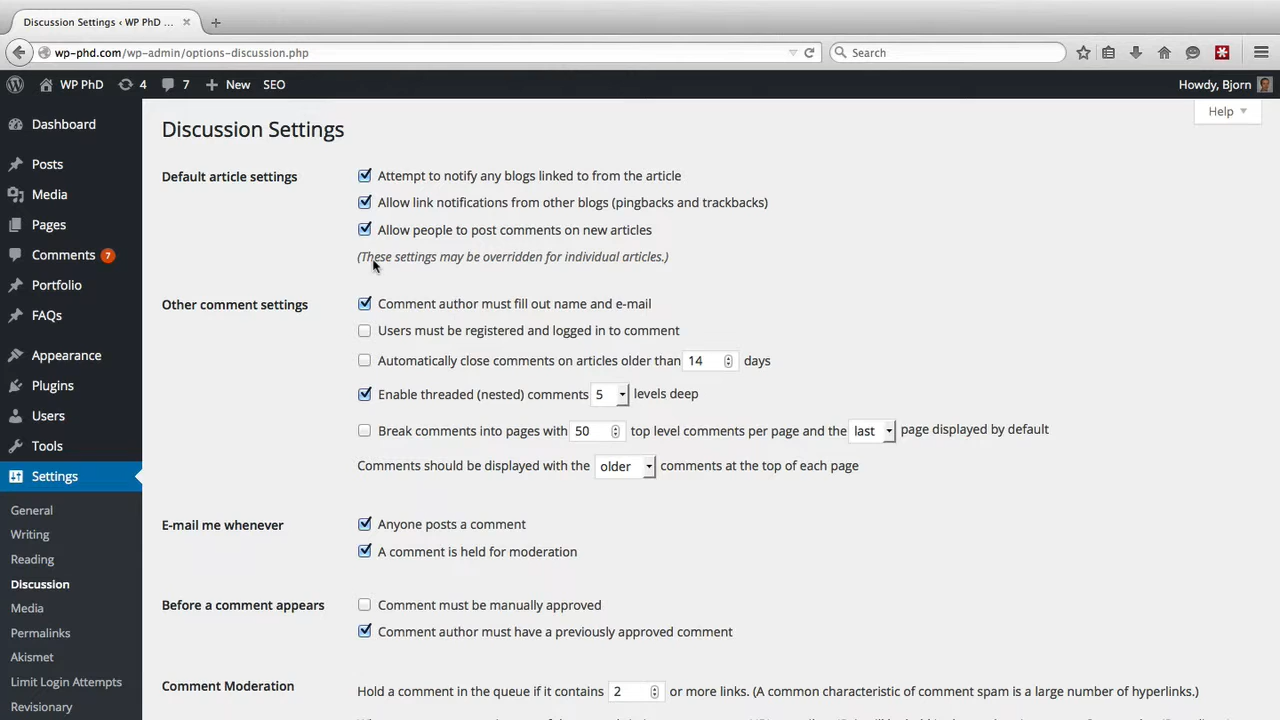 Discussion Settings ‹ WP PhD ...
wp-phd.com/wp-admin/options-discussion.php
Search
WP PhD
4
7
New
SEO
Howdy, Bjorn
Help
Dashboard
Posts
Media
Pages
Comments 7
Portfolio
FAQs
Appearance
Plugins
Users
Tools
Settings
General
Writing
Reading
Discussion
Media
Permalinks
Akismet
Limit Login Attempts
Revisionary
Discussion Settings
Default article settings
Attempt to notify any blogs linked to from the article
Allow link notifications from other blogs (pingbacks and trackbacks)
Allow people to post comments on new articles
(These settings may be overridden for individual articles.)
Other comment settings
Comment author must fill out name and e-mail
Users must be registered and logged in to comment
Automatically close comments on articles older than 14 days
Enable threaded (nested) comments 5 levels deep
Break comments into pages with 50 top level comments per page and the last page displayed by default
Comments should be displayed with the older comments at the top of each page
E-mail me whenever
Anyone posts a comment
A comment is held for moderation
Before a comment appears
Comment must be manually approved
Comment author must have a previously approved comment
Comment Moderation
Hold a comment in the queue if it contains 2 or more links. (A common characteristic of comment spam is a large number of hyperlinks.)